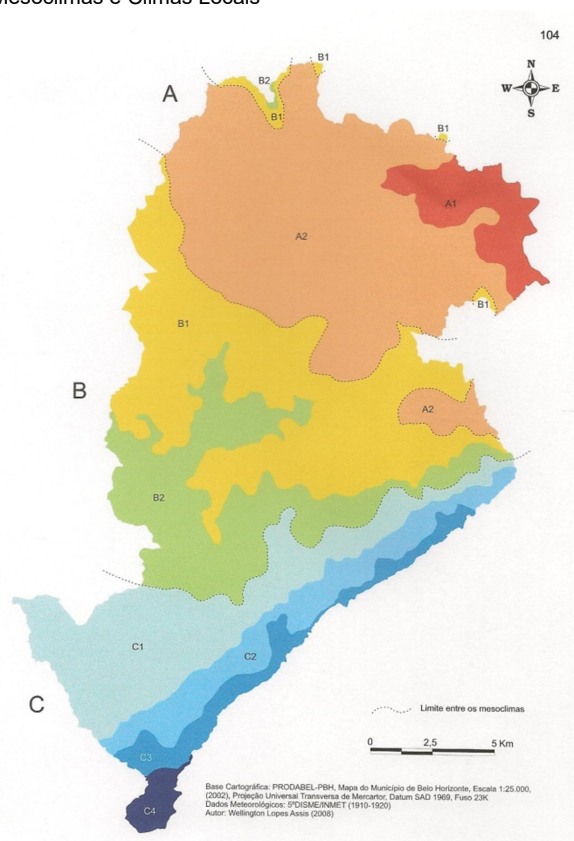 Mesoclimas e Climas Locais
104
N
W E
S
A
B1
B2
B1
B1
A1
A2
B1
B1
B
A2
B2
C1
C2
C
Limite entre os mesoclimas
0 2,5 5 Km
C3
C4
Base Cartográfica: PRODABEL-PBH, Mapa do Município de Belo Horizonte, Escala 1:25.000,
(2002), Projeção Universal Transversa de Mercartor, Datum SAD 1969, Fuso 23K
Dados Meteorológicos: 5ºDISME/INMET (1910-1920)
Autor: Wellington Lopes Assis (2008)